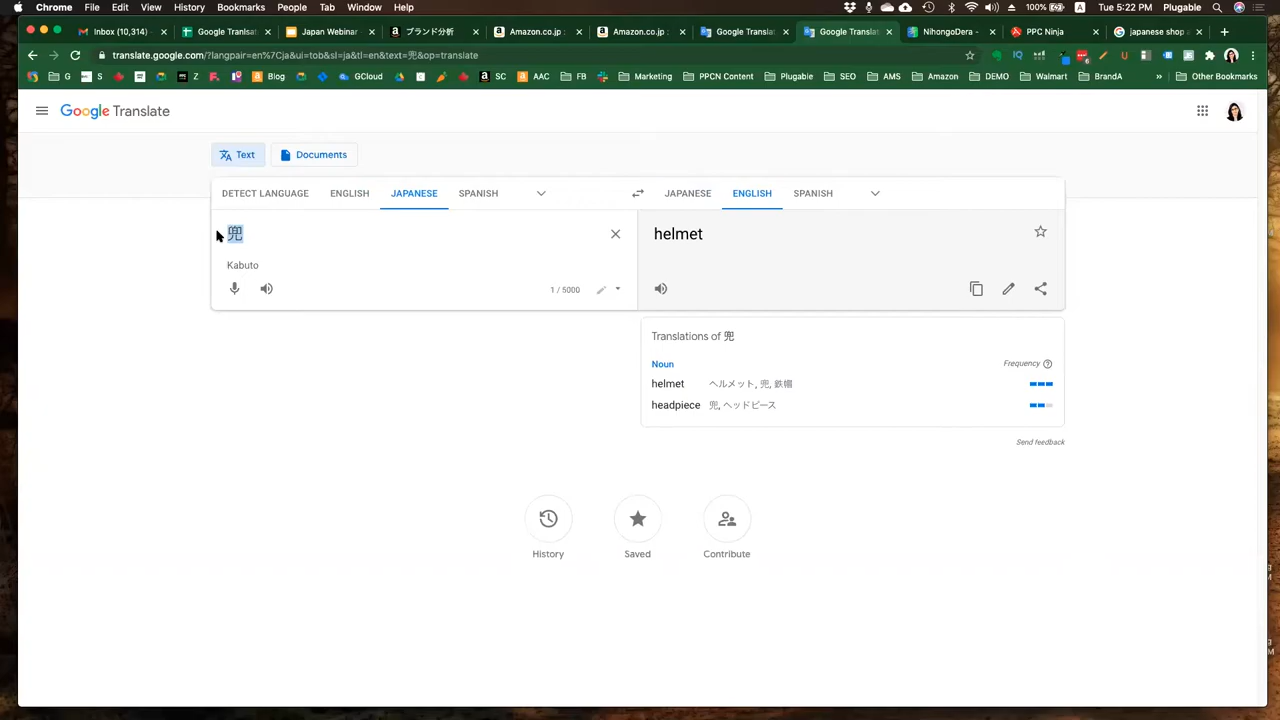 Chrome File Edit View History Bookmarks People Tab Window Help 100% Tue 5:22 PM Plugable
Inbox (10,314) Google Translat Japan Webinar ブランド分析 Amazon.co.jp : Amazon.co.jp : Google Translat Google Translat NihongoDera - PPC Ninja japanese shop a
translate.google.com/?langpair=en%7Cja&ui=tob&sl=ja&tl=en&text=兜&op=translate
G S Z Blog GCloud SC AAC FB Marketing PPCN Content Plugabie SEO AMS Amazon DEMO Walmart BrandA » Other Bookmarks
Google Translate
Text Documents
DETECT LANGUAGE ENGLISH JAPANESE SPANISH JAPANESE ENGLISH SPANISH
兜 helmet
Kabuto
1 / 5000
Translations of 兜
Noun Frequency
helmet ヘルメット, 兜, 鉄帽
headpiece 兜, ヘッドピース
Send feedback
History Saved Contribute